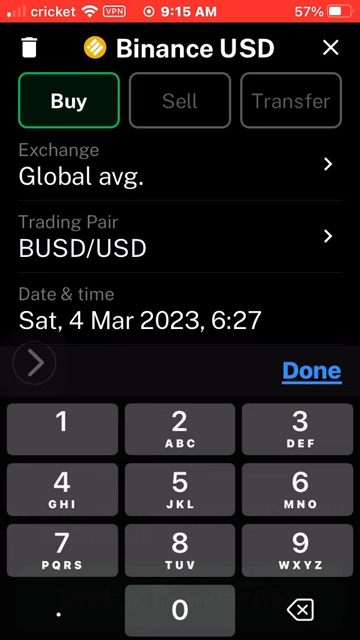 cricket VPN 9:15 AM 57%
Binance USD
Buy Sell Transfer
Exchange
Global avg.
Trading Pair
BUSD/USD
Date & time
Sat, 4 Mar 2023, 6:27
Done
1 2 3
ABC DEF
4 5 6
GHI JKL MNO
7 8 9
PQRS TUV WXYZ
. 0